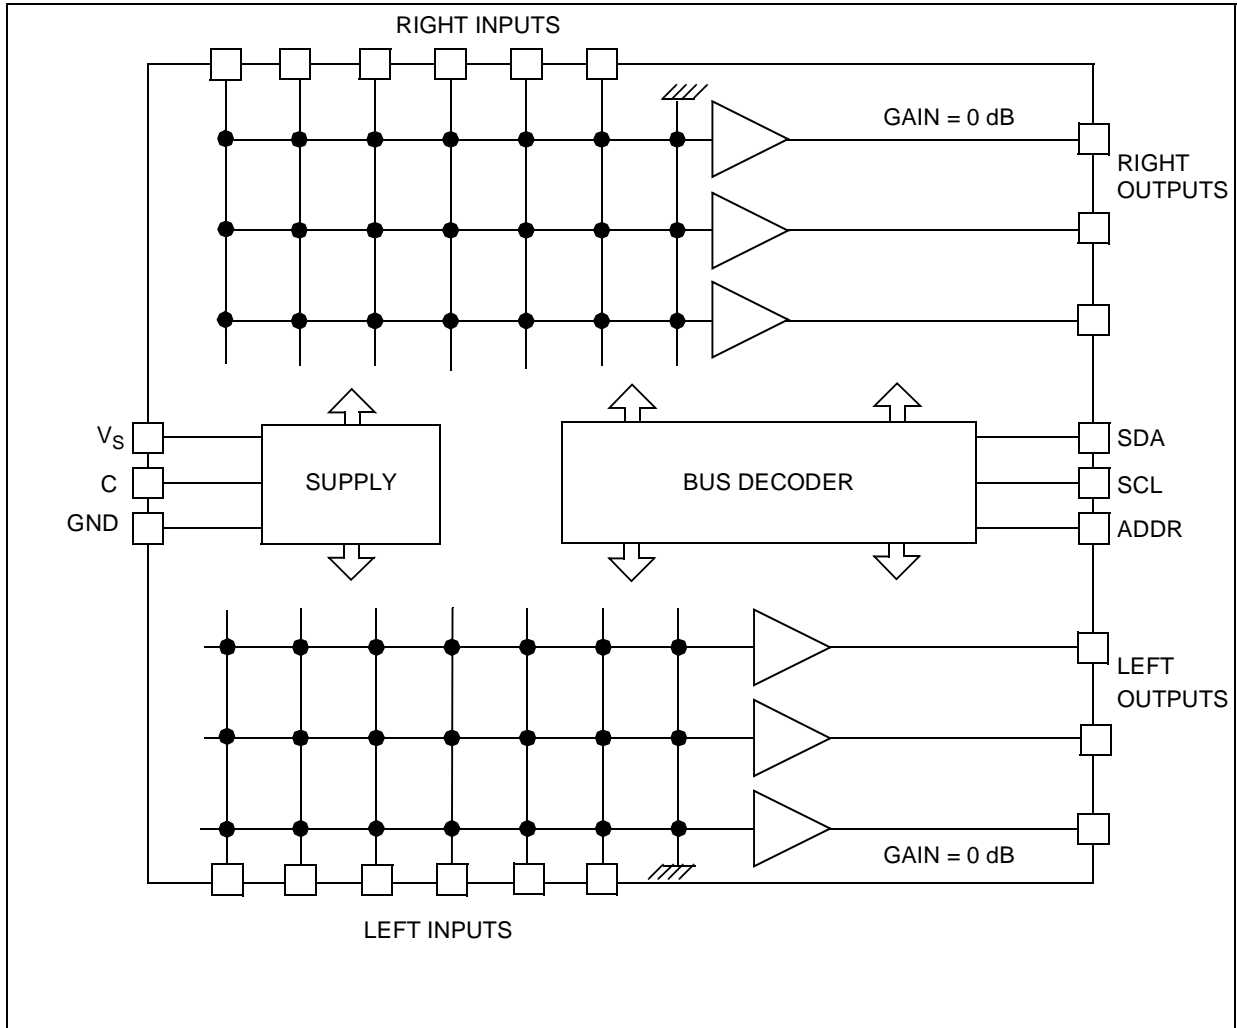 RIGHT INPUTS
GAIN = 0 dB
RIGHT
OUTPUTS
VS
C
GND
SUPPLY
BUS DECODER
SDA
SCL
ADDR
LEFT
OUTPUTS
GAIN = 0 dB
LEFT INPUTS